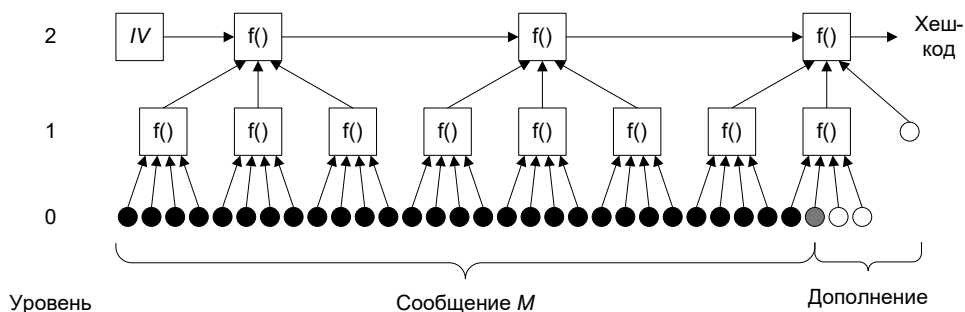 2 IV f() f() f() Хеш-
код
1 f() f() f() f() f() f() f() f()
0
Уровень Сообщение M Дополнение